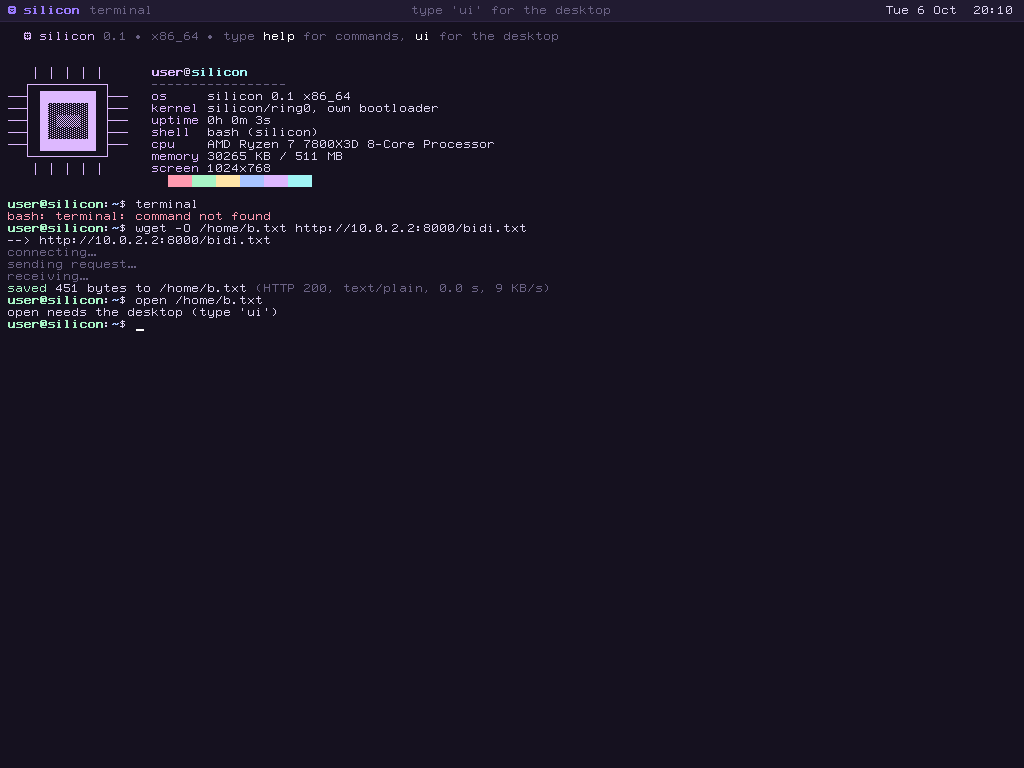 silicon terminal type 'ui' for the desktop Tue 6 Oct 20:10
silicon 0.1 • x86_64 • type help for commands, ui for the desktop
user@silicon
-----------------
os silicon 0.1 x86_64
kernel silicon/ring0, own bootloader
uptime 0h 0m 3s
shell bash (silicon)
cpu AMD Ryzen 7 7800X3D 8-Core Processor
memory 30265 KB / 511 MB
screen 1024x768
user@silicon:~$ terminal
bash: terminal: command not found
user@silicon:~$ wget -O /home/b.txt http://10.0.2.2:8000/bidi.txt
--> http://10.0.2.2:8000/bidi.txt
connecting…
sending request…
receiving…
saved 451 bytes to /home/b.txt (HTTP 200, text/plain, 0.0 s, 9 KB/s)
user@silicon:~$ open /home/b.txt
open needs the desktop (type 'ui')
user@silicon:~$ _